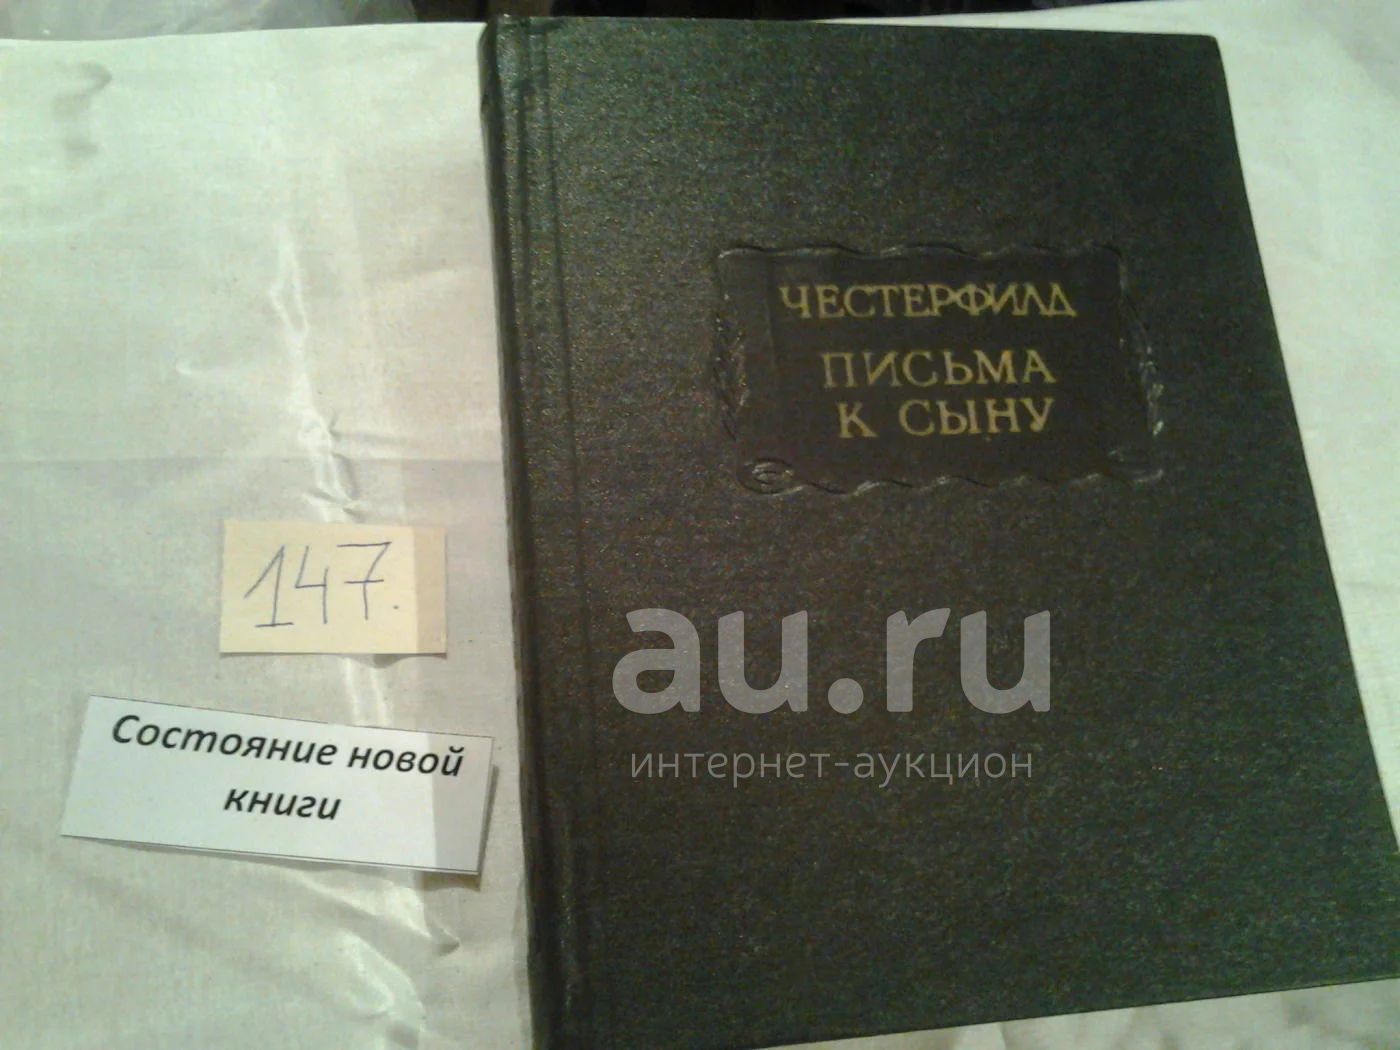 ЧЕСТЕРФИЛД
ПИСЬМА
К СЫНУ
147.
Состояние новой
книги
au.ru
интернет-аукцион